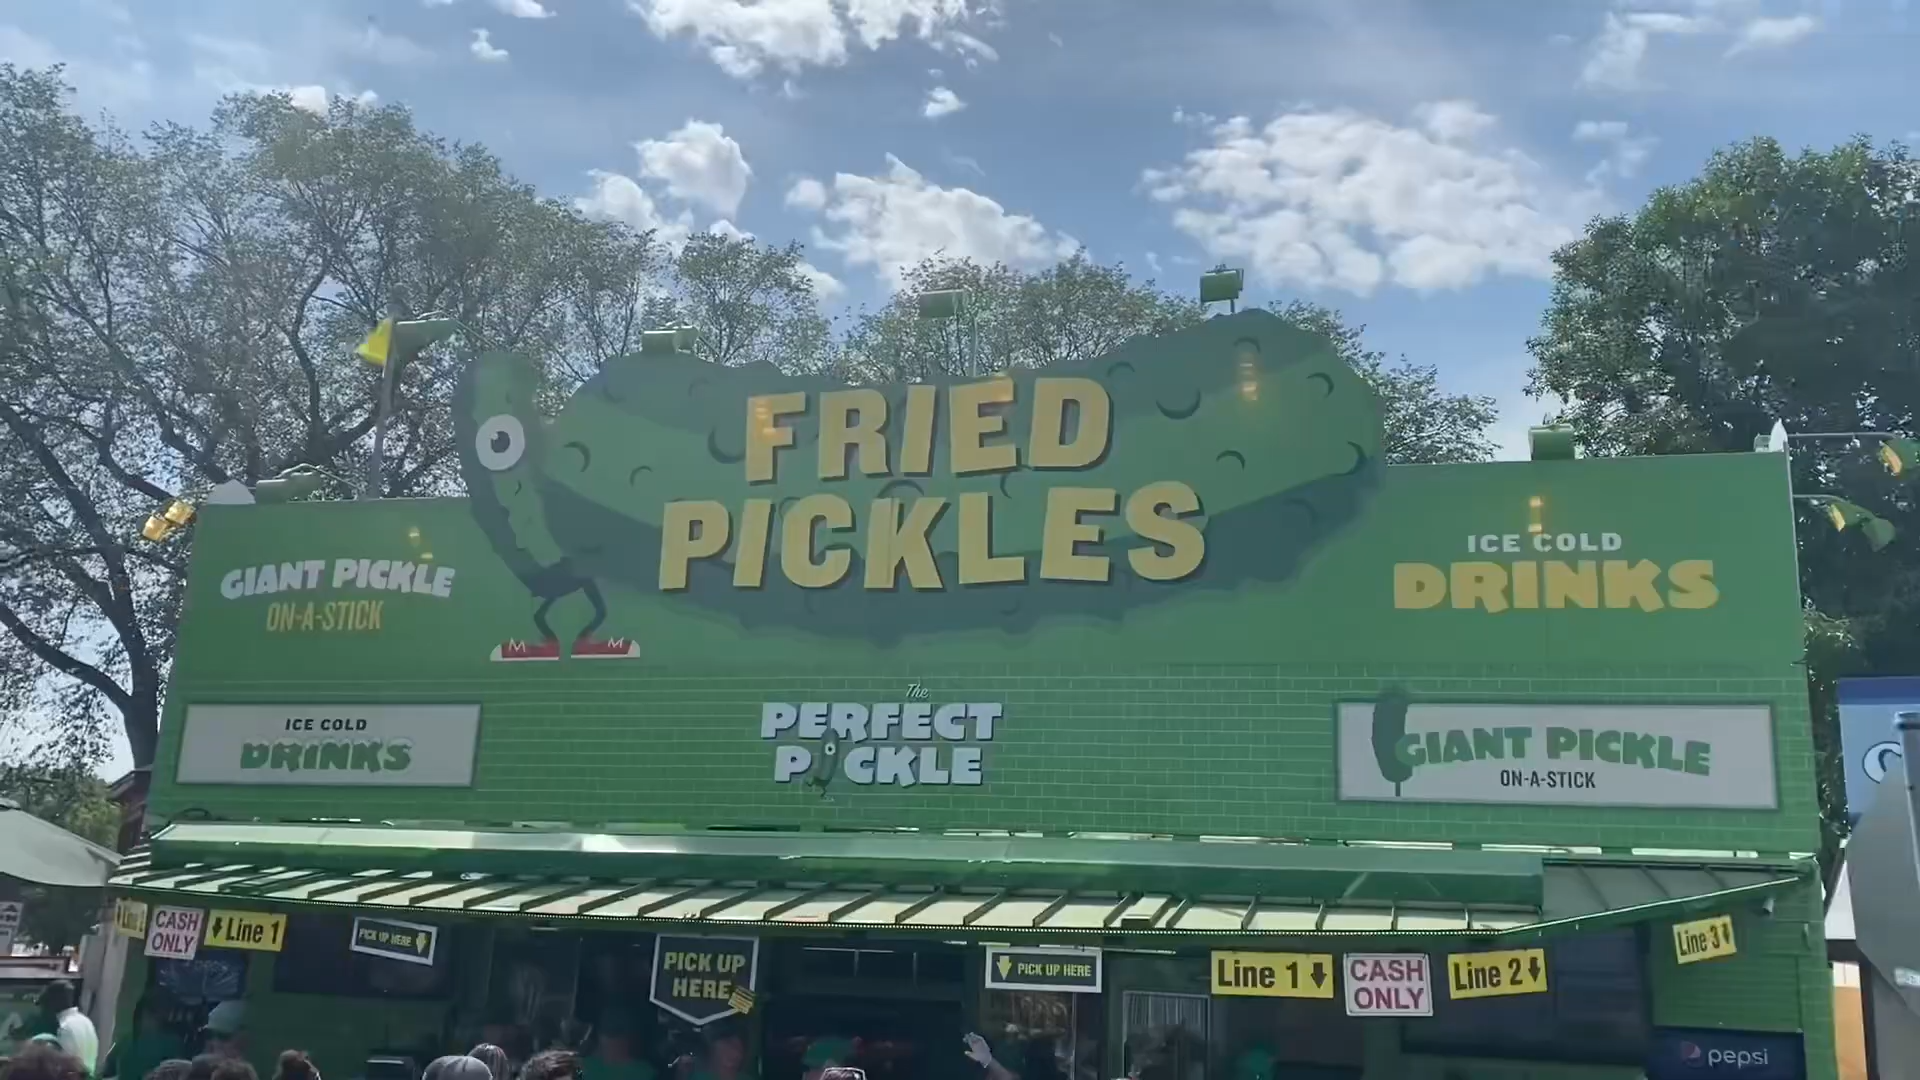 FRIED
PICKLES
GIANT PICKLE
ON-A-STICK
ICE COLD
DRINKS
ICE COLD
DRINKS
The
PERFECT
PICKLE
GIANT PICKLE
ON-A-STICK
CASH
ONLY
Line 1
PICK UP HERE
PICK UP
HERE
PICK UP HERE
Line 1
CASH
ONLY
Line 2
Line 3
pepsi